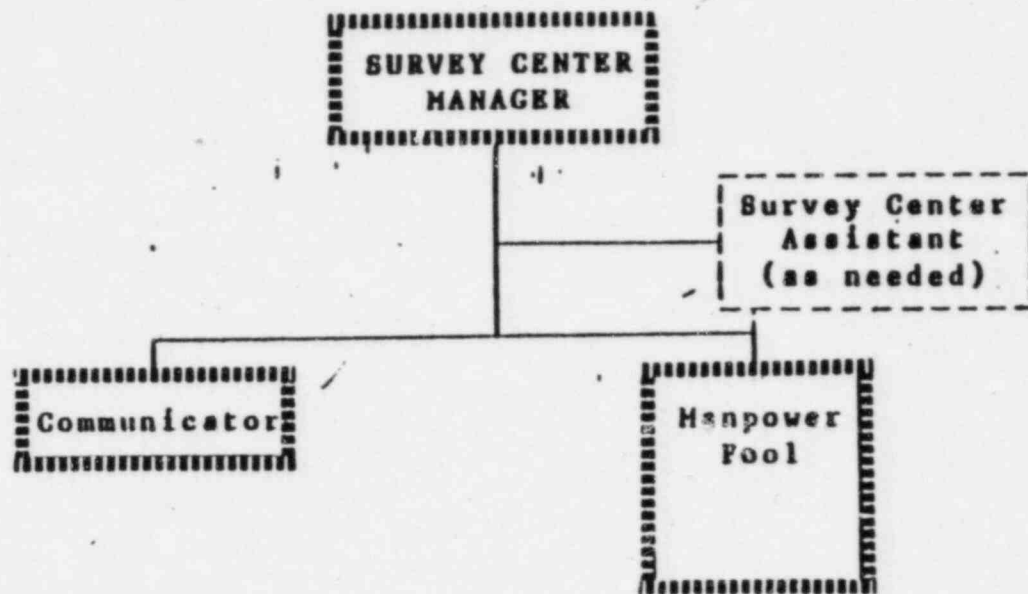 SURVEY CENTER
MANAGER
Survey Center
Assistant
(as needed)
Communicator
Manpower
Pool